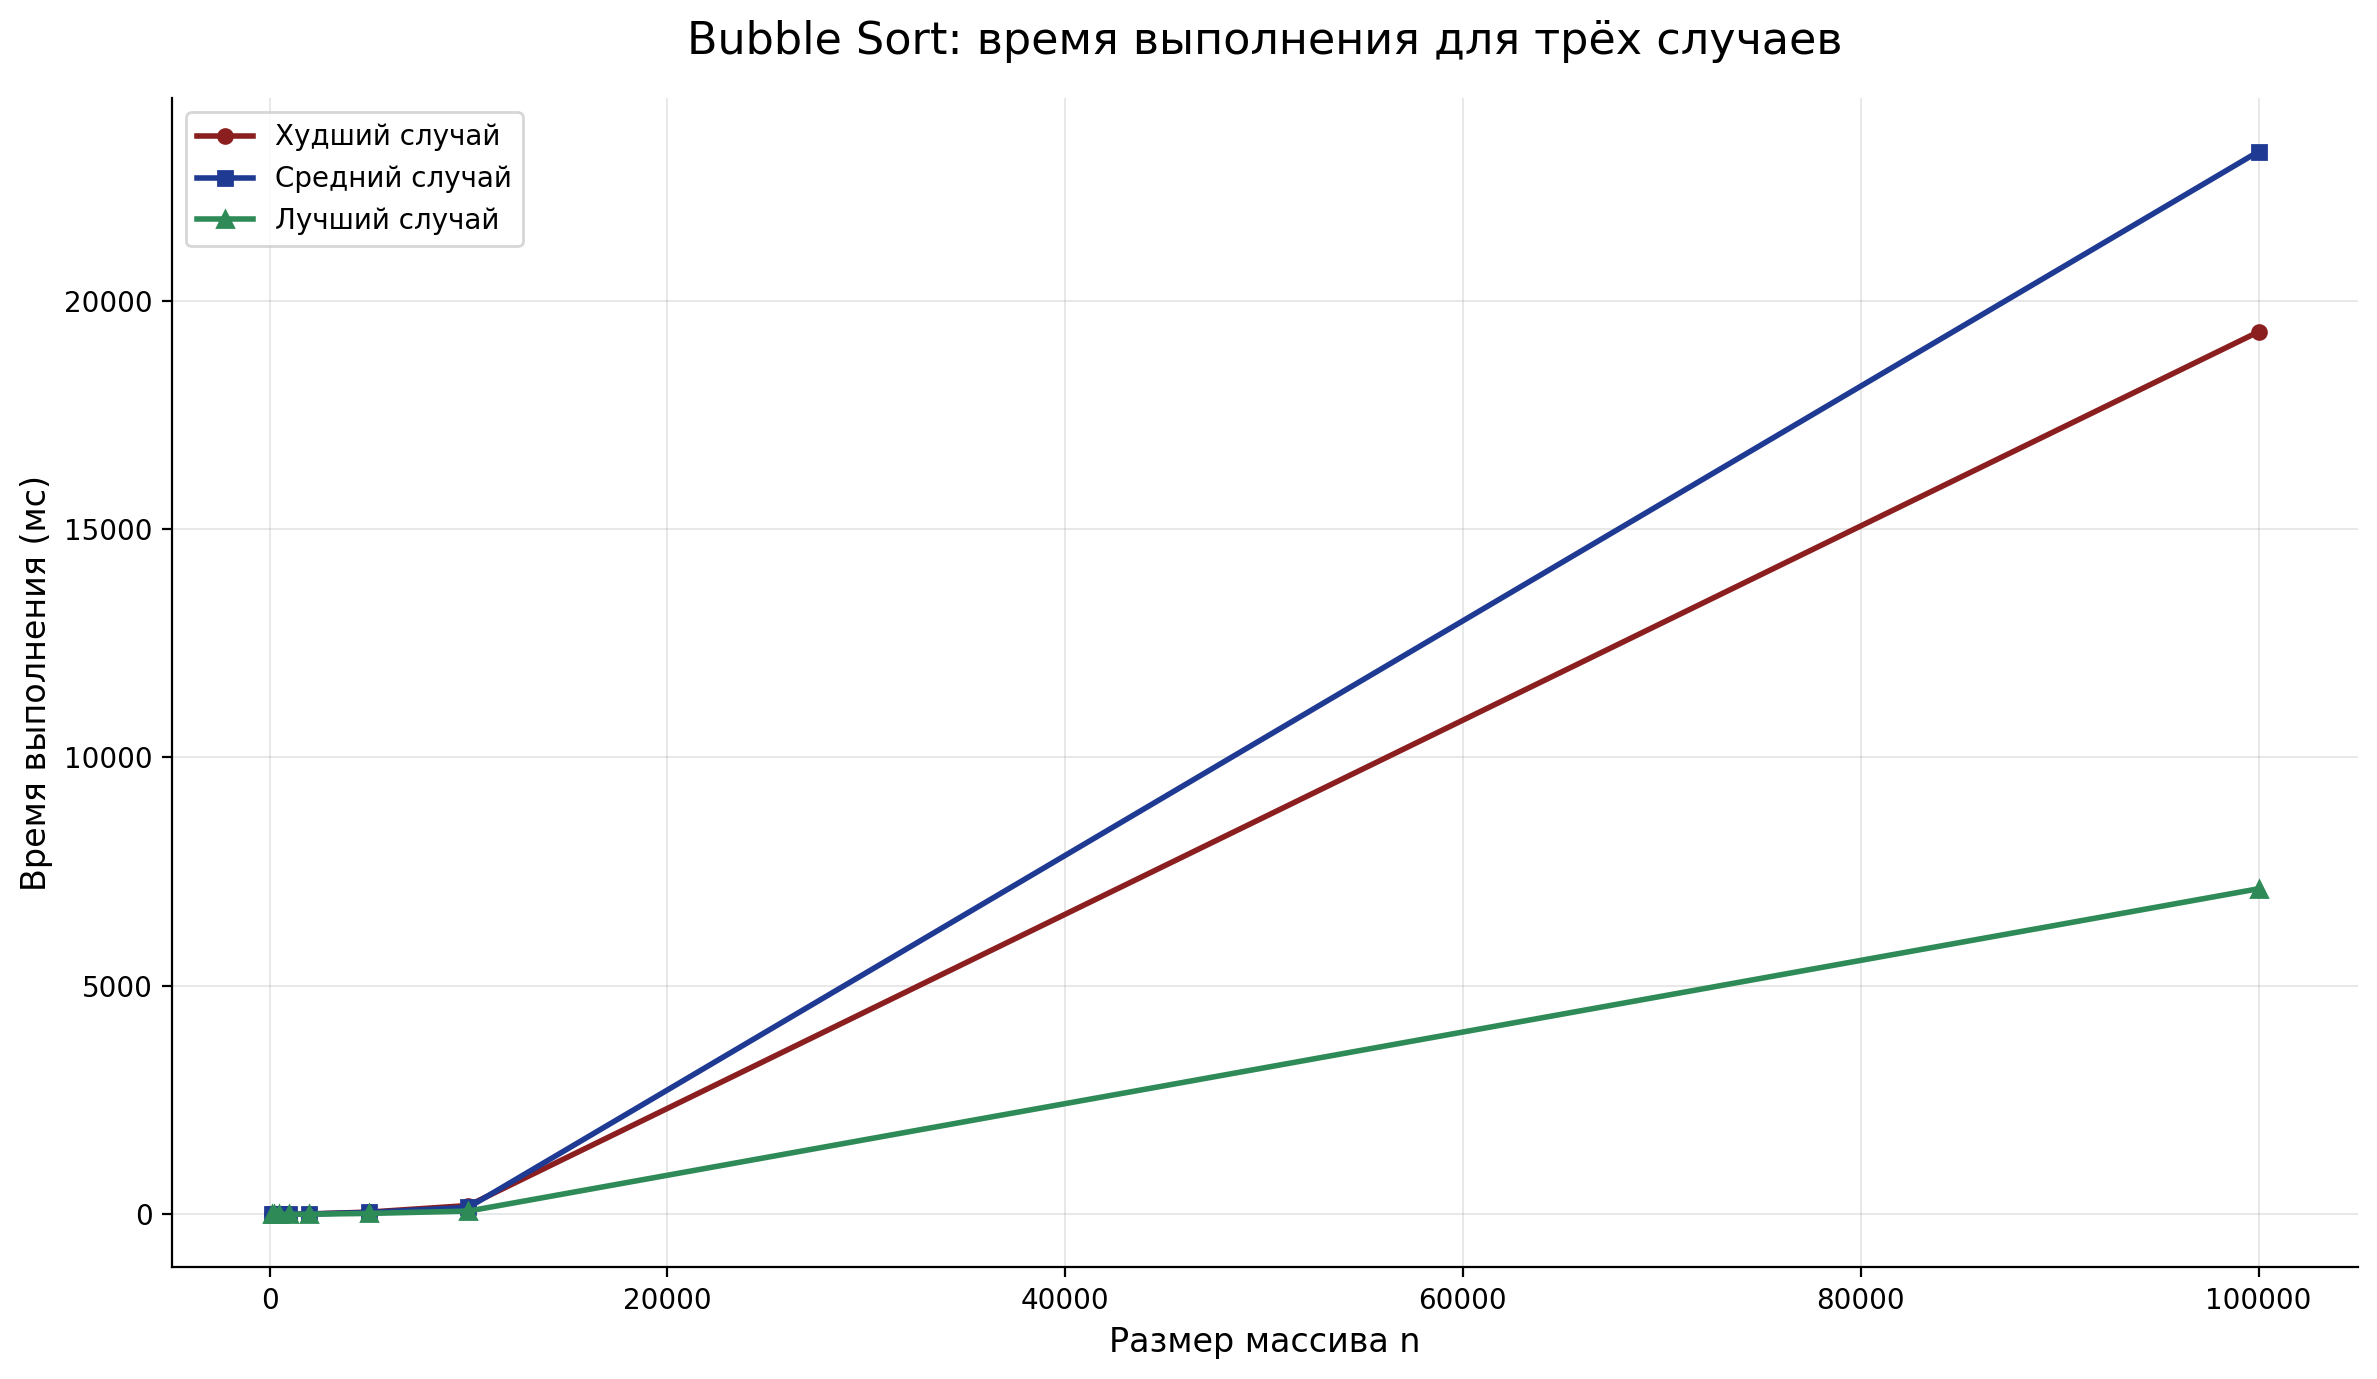 Bubble Sort: время выполнения для трёх случаев
Худший случай
Средний случай
Лучший случай
Время выполнения (мс)
20000
15000
10000
5000
0
0 20000 40000 60000 80000 100000
Размер массива n